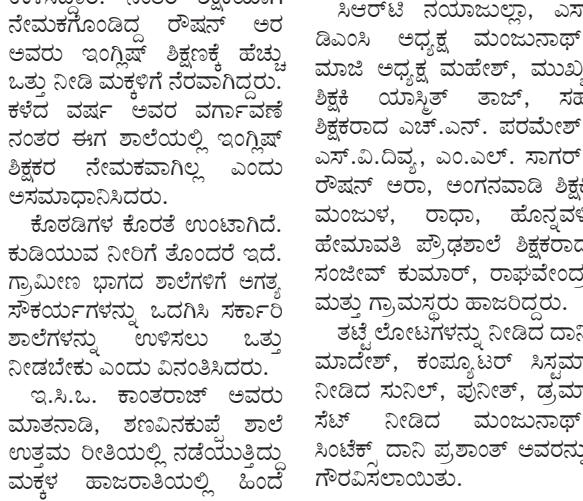 ನೇಮಕಗೊಂಡಿದ್ದ ರೌಷನ್ ಅರ
ಅವರು ಇಂಗ್ಲಿಷ್ ಶಿಕ್ಷಣಕ್ಕೆ ಹೆಚ್ಚು
ಒತ್ತು ನೀಡಿ ಮಕ್ಕಳಿಗೆ ನೆರವಾಗಿದ್ದರು.
ಕಳೆದ ವರ್ಷ ಅವರ ವರ್ಗಾವಣೆ
ನಂತರ ಈಗ ಶಾಲೆಯಲ್ಲಿ ಇಂಗ್ಲಿಷ್
ಶಿಕ್ಷಕರ ನೇಮಕವಾಗಿಲ್ಲ ಎಂದು
ಅಸಮಾಧಾನಿಸಿದರು.
ಕೊಠಡಿಗಳ ಕೊರತೆ ಉಂಟಾಗಿದೆ.
ಕುಡಿಯುವ ನೀರಿಗೆ ತೊಂದರೆ ಇದೆ.
ಗ್ರಾಮೀಣ ಭಾಗದ ಶಾಲೆಗಳಿಗೆ ಅಗತ್ಯ
ಸೌಕರ್ಯಗಳನ್ನು ಒದಗಿಸಿ ಸರ್ಕಾರಿ
ಶಾಲೆಗಳನ್ನು ಉಳಿಸಲು ಒತ್ತು
ನೀಡಬೇಕು ಎಂದು ವಿನಂತಿಸಿದರು.
ಇ.ಸಿ.ಒ. ಕಾಂತರಾಜ್ ಅವರು
ಮಾತನಾಡಿ, ಶಣವಿನಕುಪ್ಪೆ ಶಾಲೆ
ಉತ್ತಮ ರೀತಿಯಲ್ಲಿ ನಡೆಯುತ್ತಿದ್ದು
ಮಕ್ಕಳ ಹಾಜರಾತಿಯಲ್ಲಿ ಹಿಂದೆ
ಸಿಆರ್‌ಟಿ ನಯಾಜುಲ್ಲಾ, ಎಸ್
ಡಿಎಂಸಿ ಅಧ್ಯಕ್ಷ ಮಂಜುನಾಥ್
ಮಾಜಿ ಅಧ್ಯಕ್ಷ ಮಹೇಶ್, ಮುಖ್ಯ
ಶಿಕ್ಷಕಿ ಯಾಸ್ಮಿತ್ ತಾಜ್, ಸಹ
ಶಿಕ್ಷಕರಾದ ಎಚ್.ಎನ್. ಪರಮೇಶ್
ಎಸ್.ವಿ.ದಿವ್ಯ, ಎಂ.ಎಲ್. ಸಾಗರ್
ರೌಷನ್ ಅರಾ, ಅಂಗನವಾಡಿ ಶಿಕ್ಷಕಿ
ಮಂಜುಳ, ರಾಧಾ, ಹೊನ್ನವಳ್ಳಿ
ಹೇಮಾವತಿ ಪ್ರೌಢಶಾಲೆ ಶಿಕ್ಷಕರಾದ
ಸಂಜೀವ್ ಕುಮಾರ್, ರಾಘವೇಂದ್ರ
ಮತ್ತು ಗ್ರಾಮಸ್ಥರು ಹಾಜರಿದ್ದರು.
ತಟ್ಟೆ ಲೋಟಗಳನ್ನು ನೀಡಿದ ದಾನಿ
ಮಾದೇಶ್, ಕಂಪ್ಯೂಟರ್ ಸಿಸ್ಟಮ್
ನೀಡಿದ ಸುನಿಲ್, ಪುನೀತ್, ಡ್ರಮ್
ಸೆಟ್ ನೀಡಿದ ಮಂಜುನಾಥ್
ಸಿಂಟೆಕ್ಸ್ ದಾನಿ ಪ್ರಶಾಂತ್ ಅವರನ್ನು
ಗೌರವಿಸಲಾಯಿತು.